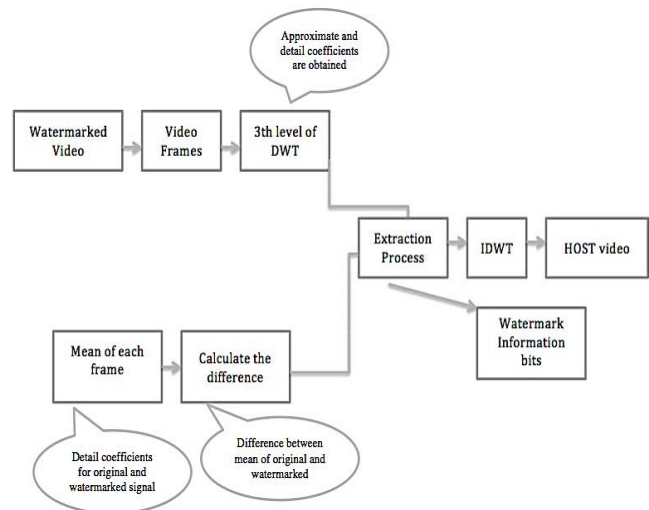 Approximate and
detail coefficients
are obtained
Watermarked
Video
Video
Frames
3th level of
DWT
Extraction
Process
IDWT
HOST video
Watermark
Information
bits
Mean of each
frame
Calculate the
difference
Detail coefficients
for original and
watermarked signal
Difference between
mean of original and
watermarked